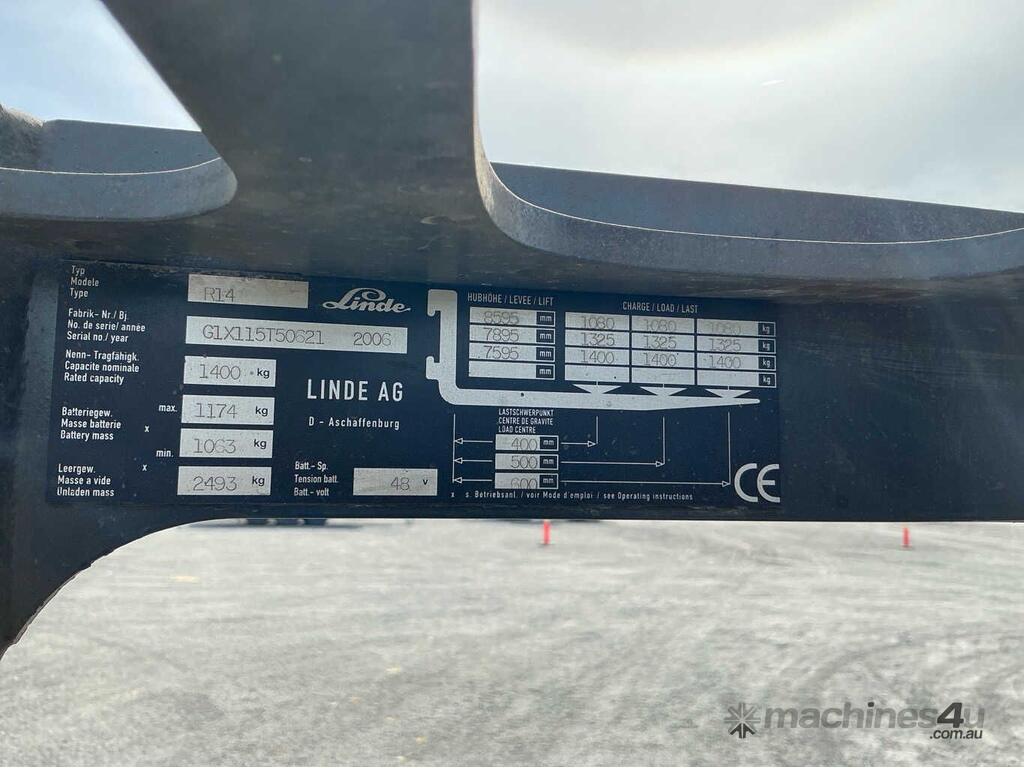 Typ
Modele
Type
R14
Linde
Fabrik- Nr./ Bj.
No. de serie/ année
Serial no./ year
G1X115T50621 2006
Nenn- Tragfähigk.
Capacite nominale
Rated capacity
1400 kg
LINDE AG
D - Aschaffenburg
Batteriegew.
Masse batterie x
Battery mass
max. 1174 kg
min. 1063 kg
Leergew. x
Masse a vide
Unladen mass
2493 kg
Batt.- Sp.
Tension batt.
Batt.- volt
48 v
HUBHÖHE / LEVEE / LIFT CHARGE / LOAD / LAST
8595 mm 1080 1080 1080 kg
7895 mm 1325 1325 1325 kg
7595 mm 1400 1400 1400 kg
mm kg
LASTSCHWERPUNKT
CENTRE DE GRAVITE
LOAD CENTRE
400 mm
500 mm
600 mm
CE
x s. Betriebsanl. / voir Mode d'emploi / see Operating instructions
machines4u
.com.au